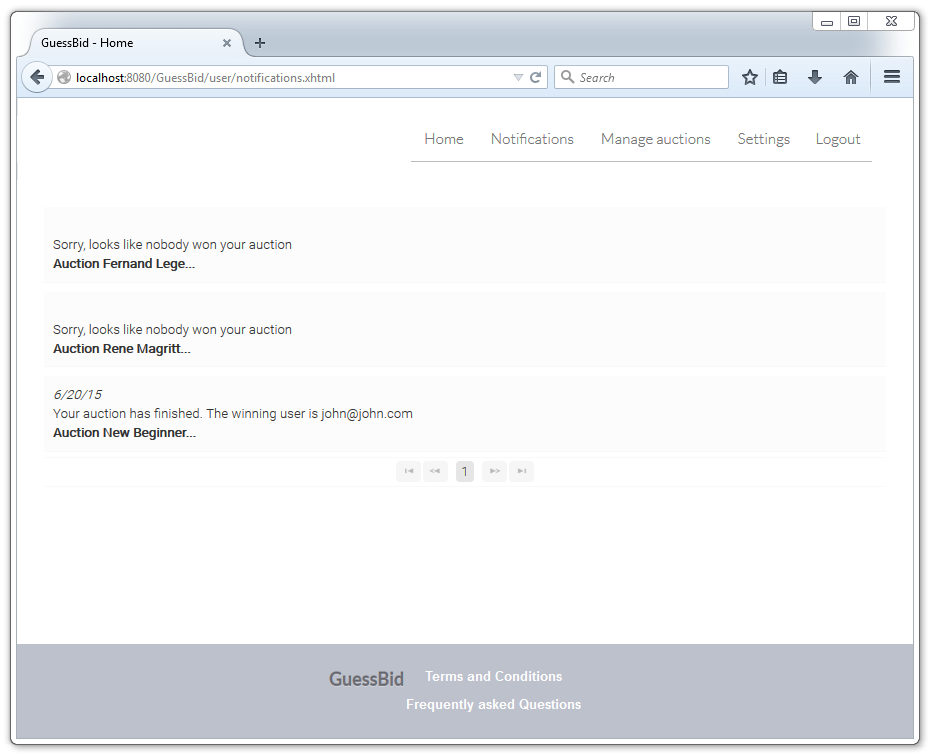 GuessBid - Home
localhost:8080/GuessBid/user/notifications.xhtml
Search
Home Notifications Manage auctions Settings Logout
Sorry, looks like nobody won your auction
Auction Fernand Lege...
Sorry, looks like nobody won your auction
Auction Rene Magritt...
6/20/15
Your auction has finished. The winning user is john@john.com
Auction New Beginner...
1
GuessBid Terms and Conditions
Frequently asked Questions